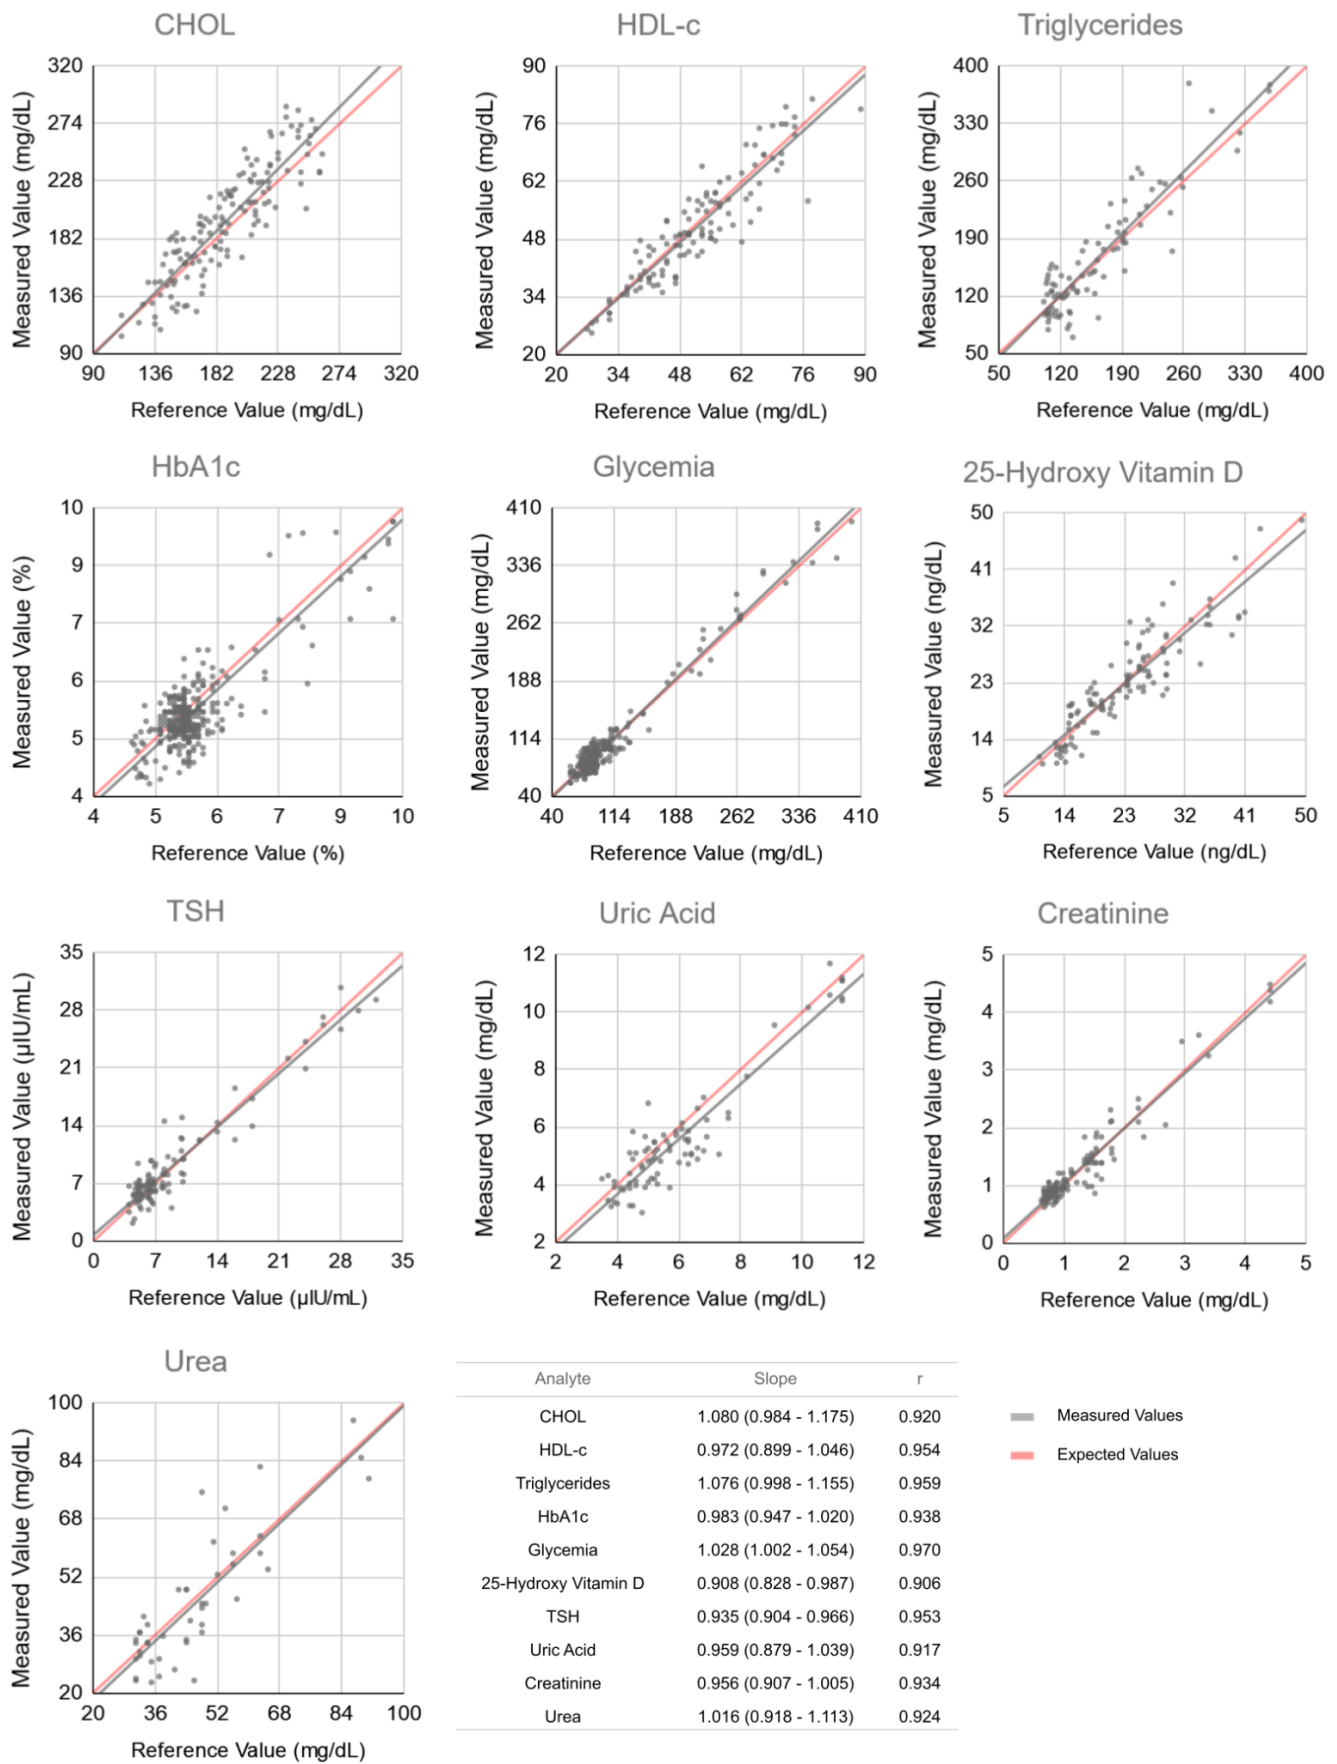 CHOL
Measured Value (mg/dL)
320
274
228
182
136
90
90 136 182 228 274 320
Reference Value (mg/dL)
HDL-c
Measured Value (mg/dL)
90
76
62
48
34
20
20 34 48 62 76 90
Reference Value (mg/dL)
Triglycerides
Measured Value (mg/dL)
400
330
260
190
120
50
50 120 190 260 330 400
Reference Value (mg/dL)
HbA1c
Measured Value (%)
10
9
7
6
5
4
4 5 6 7 9 10
Reference Value (%)
Glycemia
Measured Value (mg/dL)
410
336
262
188
114
40
40 114 188 262 336 410
Reference Value (mg/dL)
25-Hydroxy Vitamin D
Measured Value (ng/dL)
50
41
32
23
14
5
5 14 23 32 41 50
Reference Value (ng/dL)
TSH
Measured Value (µIU/mL)
35
28
21
14
7
0
0 7 14 21 28 35
Reference Value (µIU/mL)
Uric Acid
Measured Value (mg/dL)
12
10
8
6
4
2
2 4 6 8 10 12
Reference Value (mg/dL)
Creatinine
Measured Value (mg/dL)
5
4
3
2
1
0
0 1 2 3 4 5
Reference Value (mg/dL)
Urea
Measured Value (mg/dL)
100
84
68
52
36
20
20 36 52 68 84 100
Reference Value (mg/dL)
Analyte Slope r
CHOL 1.080 (0.984 - 1.175) 0.920
HDL-c 0.972 (0.899 - 1.046) 0.954
Triglycerides 1.076 (0.998 - 1.155) 0.959
HbA1c 0.983 (0.947 - 1.020) 0.938
Glycemia 1.028 (1.002 - 1.054) 0.970
25-Hydroxy Vitamin D 0.908 (0.828 - 0.987) 0.906
TSH 0.935 (0.904 - 0.966) 0.953
Uric Acid 0.959 (0.879 - 1.039) 0.917
Creatinine 0.956 (0.907 - 1.005) 0.934
Urea 1.016 (0.918 - 1.113) 0.924
Measured Values
Expected Values